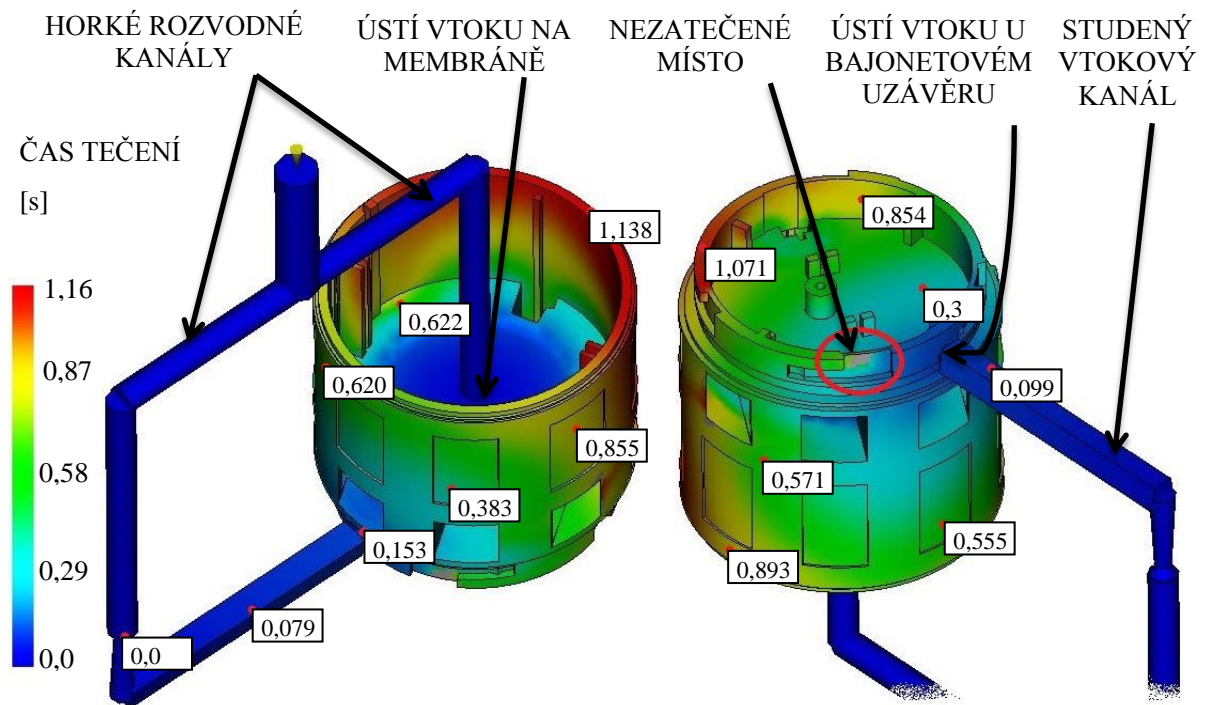 HORKÉ ROZVODNÉ
KANÁLY
ÚSTÍ VTOKU NA
MEMBRÁNĚ
NEZATEČENÉ
MÍSTO
ÚSTÍ VTOKU U
BAJONETOVÉM
UZÁVĚRU
STUDENÝ
VTOKOVÝ
KANÁL
ČAS TEČENÍ
[s]
1,16
0,87
0,58
0,29
0,0
1,138
0,622
0,620
0,855
0,383
0,153
0,079
0,0
0,854
1,071
0,3
0,099
0,571
0,555
0,893